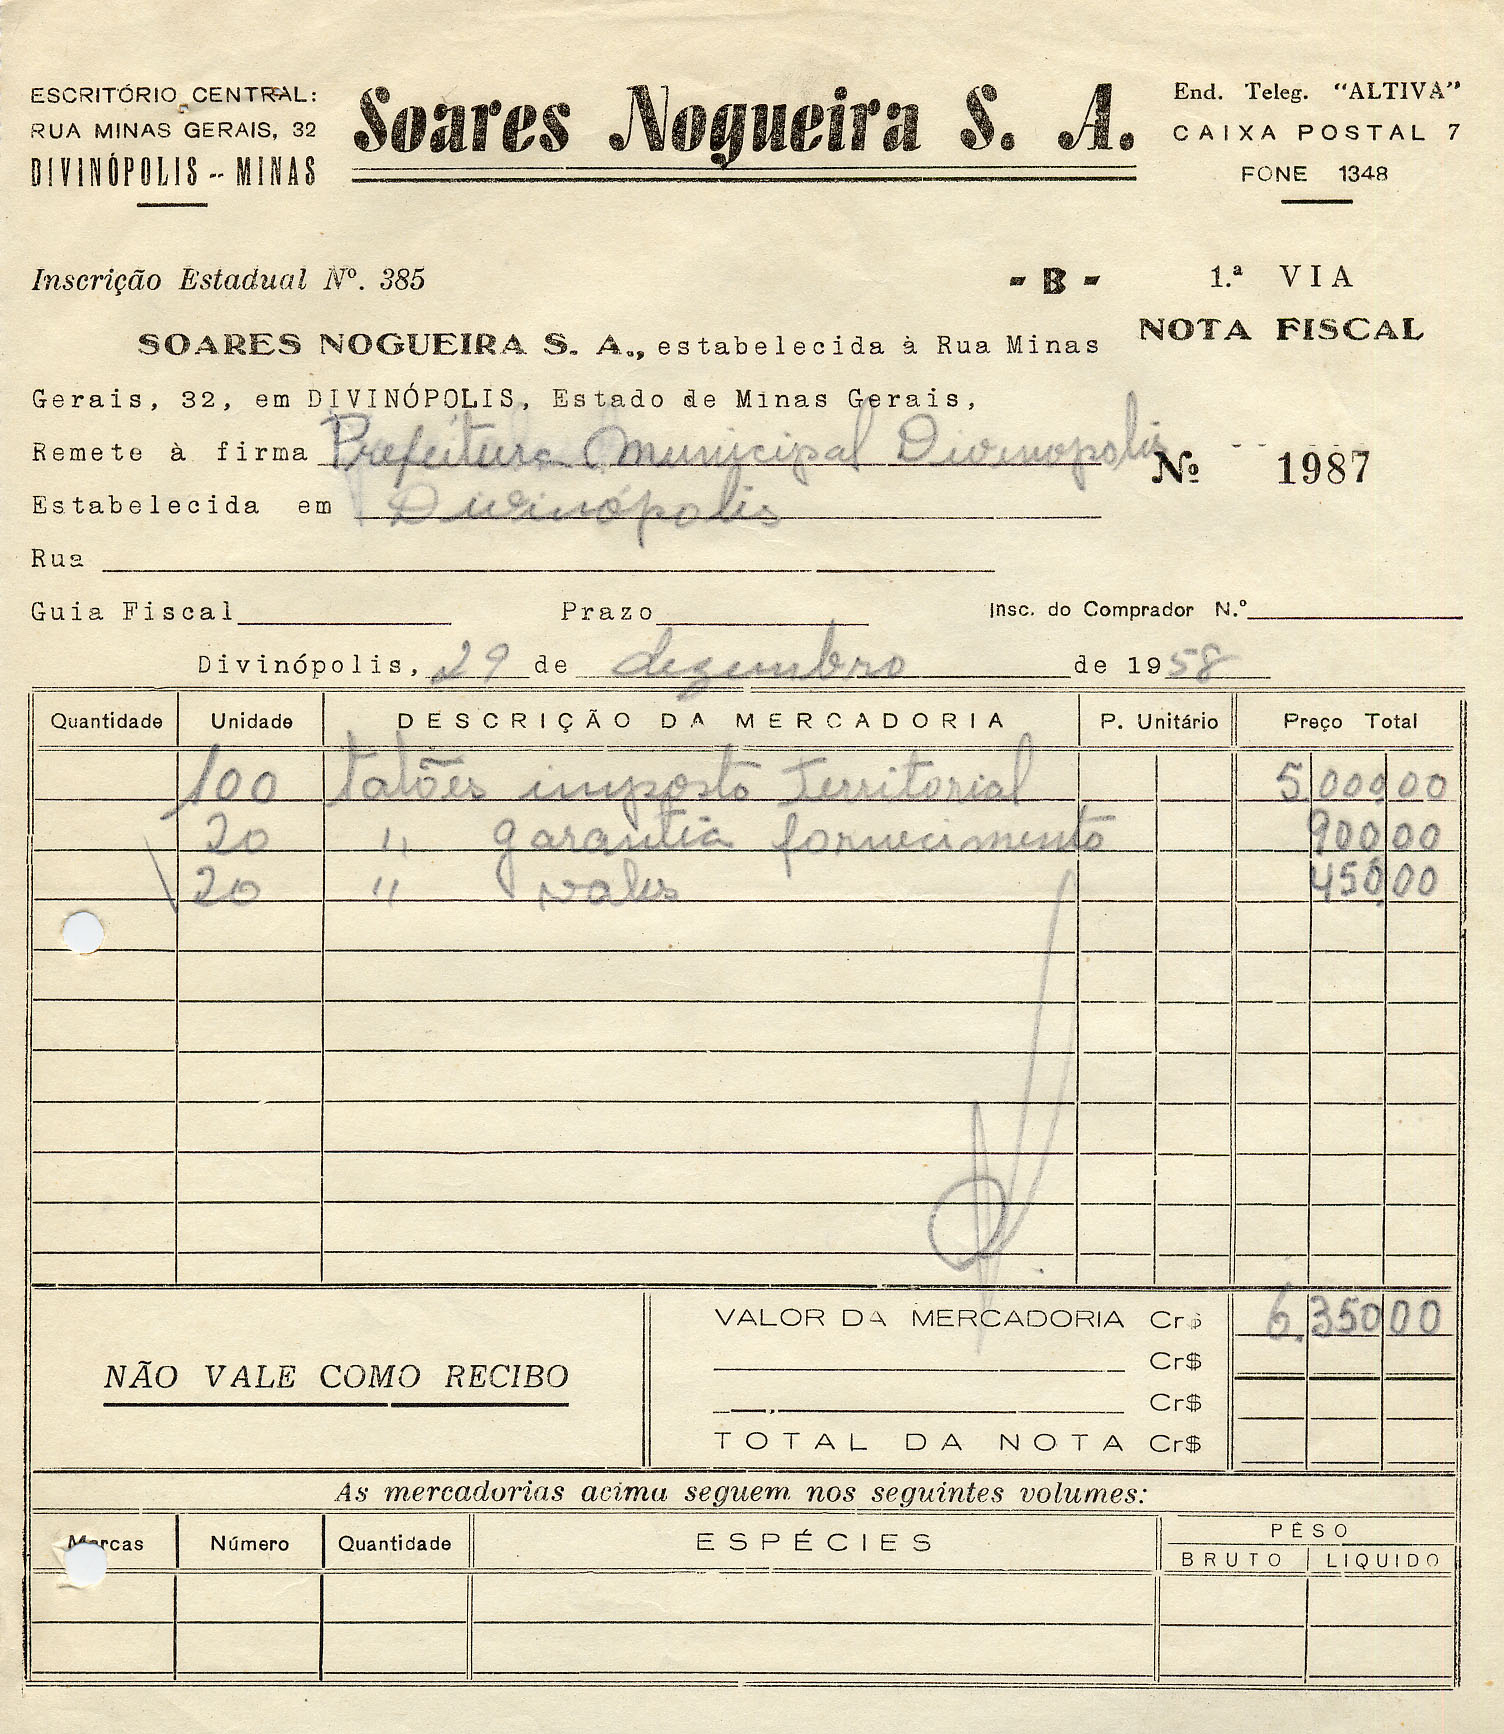 ESCRITÓRIO CENTRAL:
RUA MINAS GERAIS, 32
DIVINÓPOLIS -- MINAS
Soares Nogueira S. A.
End. Teleg. "ALTIVA"
CAIXA POSTAL 7
FONE 1348
Inscrição Estadual Nº. 385
- B -
1.ª VIA
NOTA FISCAL
SOARES NOGUEIRA S. A., estabelecida à Rua Minas
Gerais, 32, em DIVINÓPOLIS, Estado de Minas Gerais,
Remete à firma Prefeitura Municipal Divinopolis
Nº 1987
Estabelecida em Divinópolis
Rua
Guia Fiscal Prazo Insc. do Comprador N.º
Divinópolis, 29 de dezembro de 1958
Quantidade Unidade DESCRIÇÃO DA MERCADORIA P. Unitário Preço Total
100 talões imposto Territorial 5.000,00
20 " garantia fornecimento 900,00
20 " vales 450,00
VALOR DA MERCADORIA Cr$ 6.350,00
Cr$
NÃO VALE COMO RECIBO
Cr$
TOTAL DA NOTA Cr$
As mercadorias acima seguem nos seguintes volumes:
Marcas Número Quantidade ESPÉCIES PÊSO
BRUTO LIQUIDO